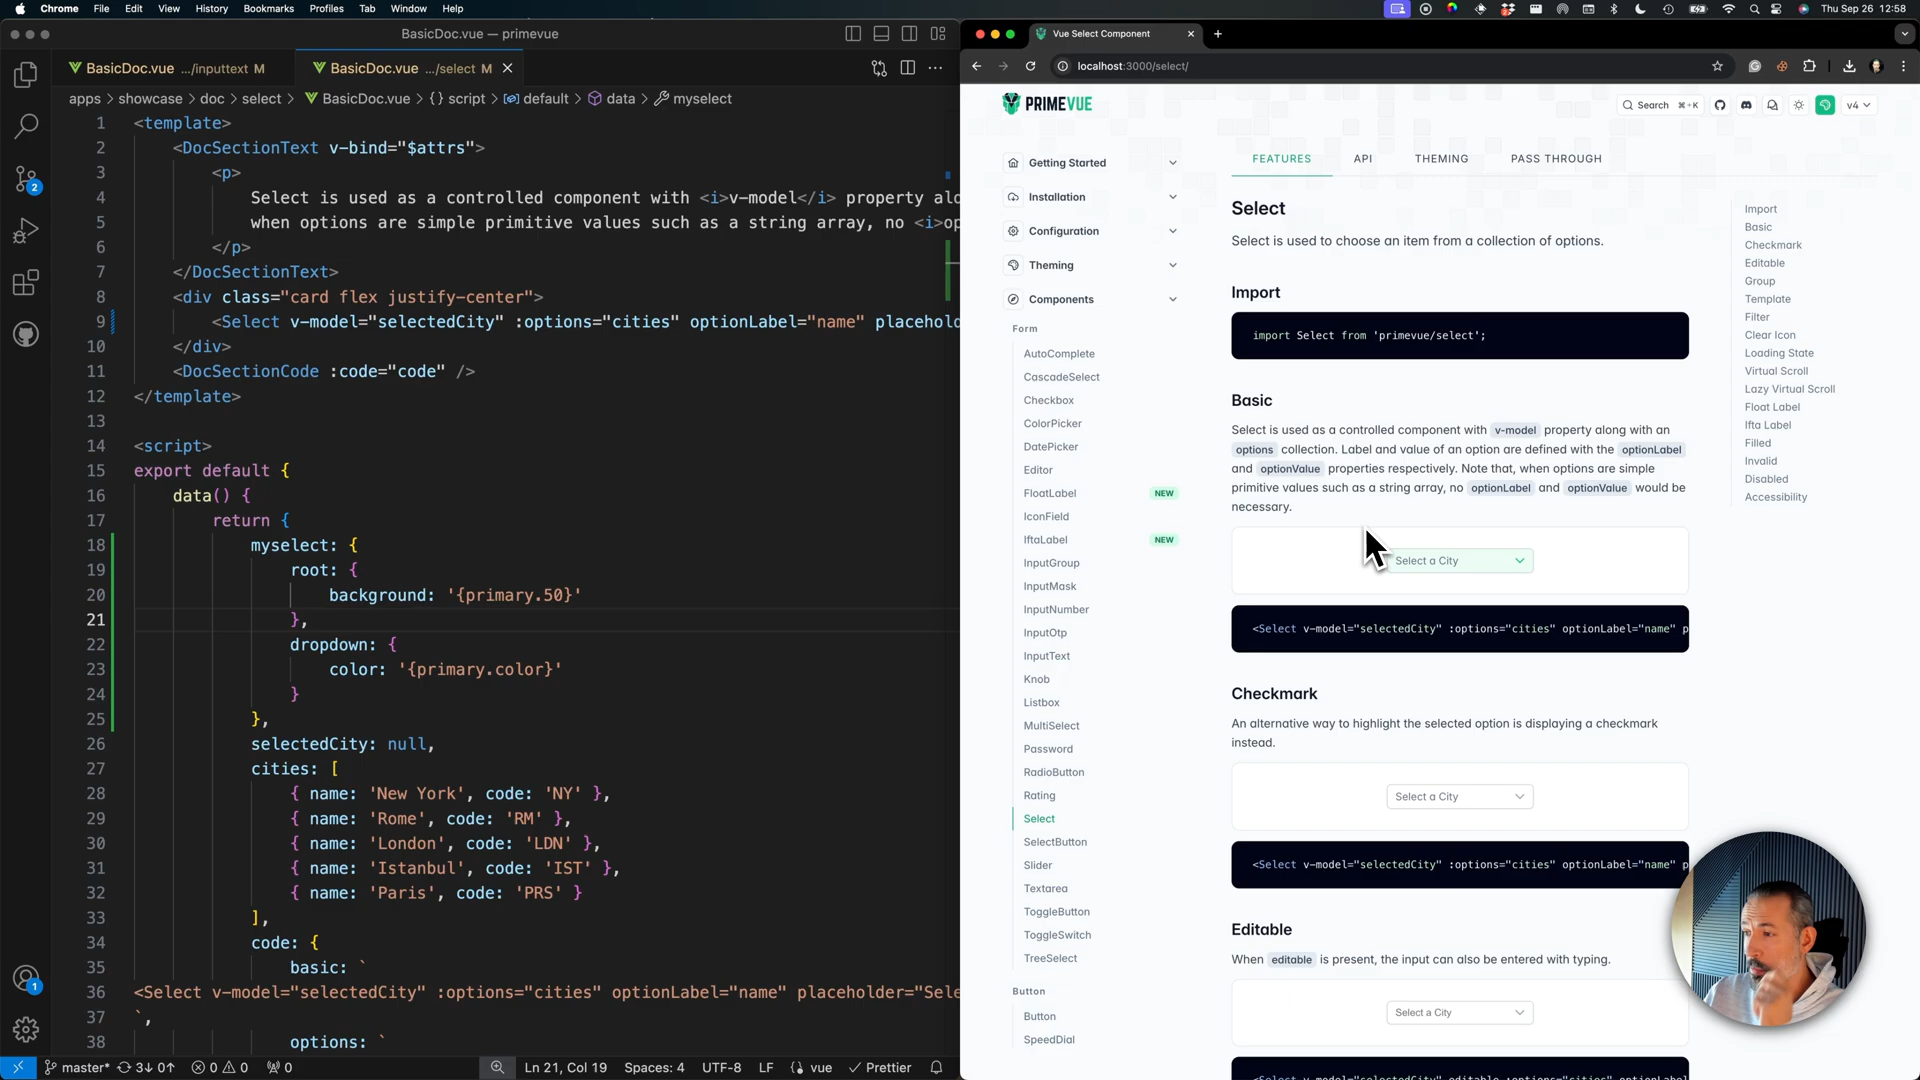 Chrome File Edit View History Bookmarks Profiles Tab Window Help
Thu Sep 26 12:58
BasicDoc.vue — primevue
BasicDoc.vue .../inputtext M
BasicDoc.vue .../select M
apps > showcase > doc > select > BasicDoc.vue > {} script > default > data > myselect
1 <template>
2 <DocSectionText v-bind="$attrs">
3 <p>
4 Select is used as a controlled component with <i>v-model</i> property
5 when options are simple primitive values such as a string array, no
6 </p>
7 </DocSectionText>
8 <div class="card flex justify-center">
9 <Select v-model="selectedCity" :options="cities" optionLabel="name"
10 </div>
11 <DocSectionCode :code="code" />
12 </template>
13
14 <script>
15 export default {
16 data() {
17 return {
18 myselect: {
19 root: {
20 background: '{primary.50}'
21 },
22 dropdown: {
23 color: '{primary.color}'
24 }
25 },
26 selectedCity: null,
27 cities: [
28 { name: 'New York', code: 'NY' },
29 { name: 'Rome', code: 'RM' },
30 { name: 'London', code: 'LDN' },
31 { name: 'Istanbul', code: 'IST' },
32 { name: 'Paris', code: 'PRS' }
33 ],
34 code: {
35 basic: `
36 <Select v-model="selectedCity" :options="cities" optionLabel="name" placeholder="Sele
37 `,
38 options: `
2
1
master* 3↓ 0↑ 0 0 0
Ln 21, Col 19 Spaces: 4 UTF-8 LF vue Prettier
Vue Select Component
localhost:3000/select/
PRIMEVUE
Search ⌘+K
v4
Getting Started
Installation
Configuration
Theming
Components
Form
AutoComplete
CascadeSelect
Checkbox
ColorPicker
DatePicker
Editor
FloatLabel NEW
IconField
IftaLabel NEW
InputGroup
InputMask
InputNumber
InputOtp
InputText
Knob
Listbox
MultiSelect
Password
RadioButton
Rating
Select
SelectButton
Slider
Textarea
ToggleButton
ToggleSwitch
TreeSelect
Button
Button
SpeedDial
FEATURES API THEMING PASS THROUGH
Select
Select is used to choose an item from a collection of options.
Import
import Select from 'primevue/select';
Basic
Select is used as a controlled component with v-model property along with an
options collection. Label and value of an option are defined with the optionLabel
and optionValue properties respectively. Note that, when options are simple
primitive values such as a string array, no optionLabel and optionValue would be
necessary.
Select a City
<Select v-model="selectedCity" :options="cities" optionLabel="name" p
Checkmark
An alternative way to highlight the selected option is displaying a checkmark
instead.
Select a City
<Select v-model="selectedCity" :options="cities" optionLabel="name" p
Editable
When editable is present, the input can also be entered with typing.
Select a City
Import
Basic
Checkmark
Editable
Group
Template
Filter
Clear Icon
Loading State
Virtual Scroll
Lazy Virtual Scroll
Float Label
Ifta Label
Filled
Invalid
Disabled
Accessibility